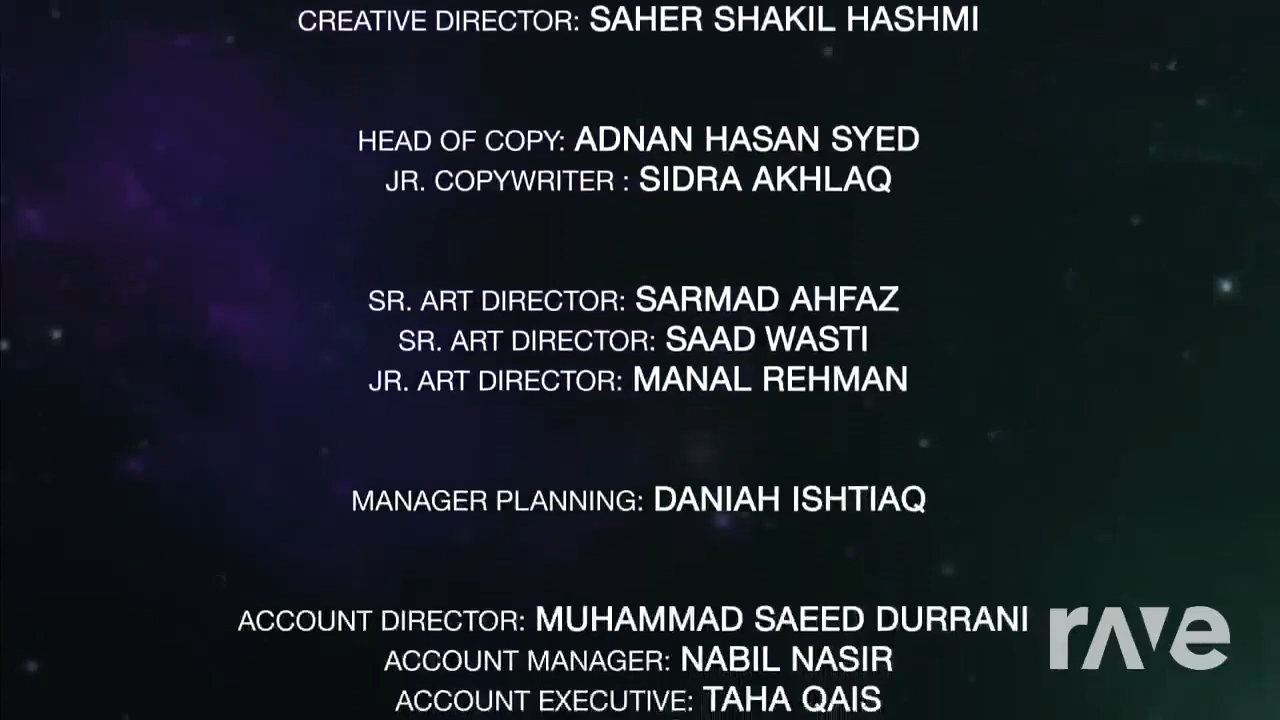 CREATIVE DIRECTOR: SAHER SHAKIL HASHMI
HEAD OF COPY: ADNAN HASAN SYED
JR. COPYWRITER : SIDRA AKHLAQ
SR. ART DIRECTOR: SARMAD AHFAZ
SR. ART DIRECTOR: SAAD WASTI
JR. ART DIRECTOR: MANAL REHMAN
MANAGER PLANNING: DANIAH ISHTIAQ
ACCOUNT DIRECTOR: MUHAMMAD SAEED DURRANI
ACCOUNT MANAGER: NABIL NASIR
ACCOUNT EXECUTIVE: TAHA QAIS
rave